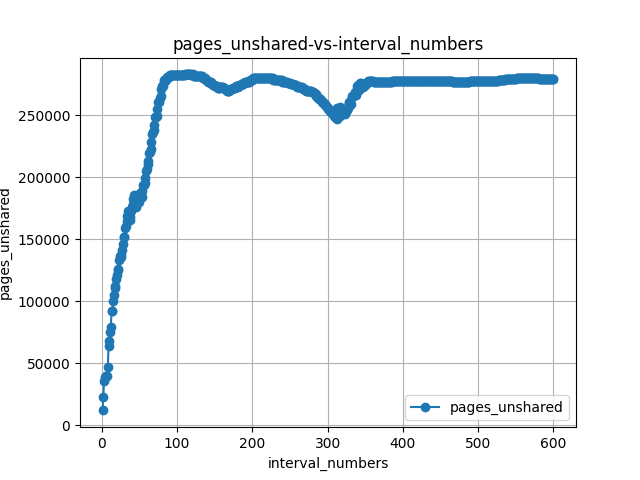 pages_unshared-vs-interval_numbers
pages_unshared
250000
200000
150000
100000
50000
0
0 100 200 300 400 500 600
interval_numbers
pages_unshared